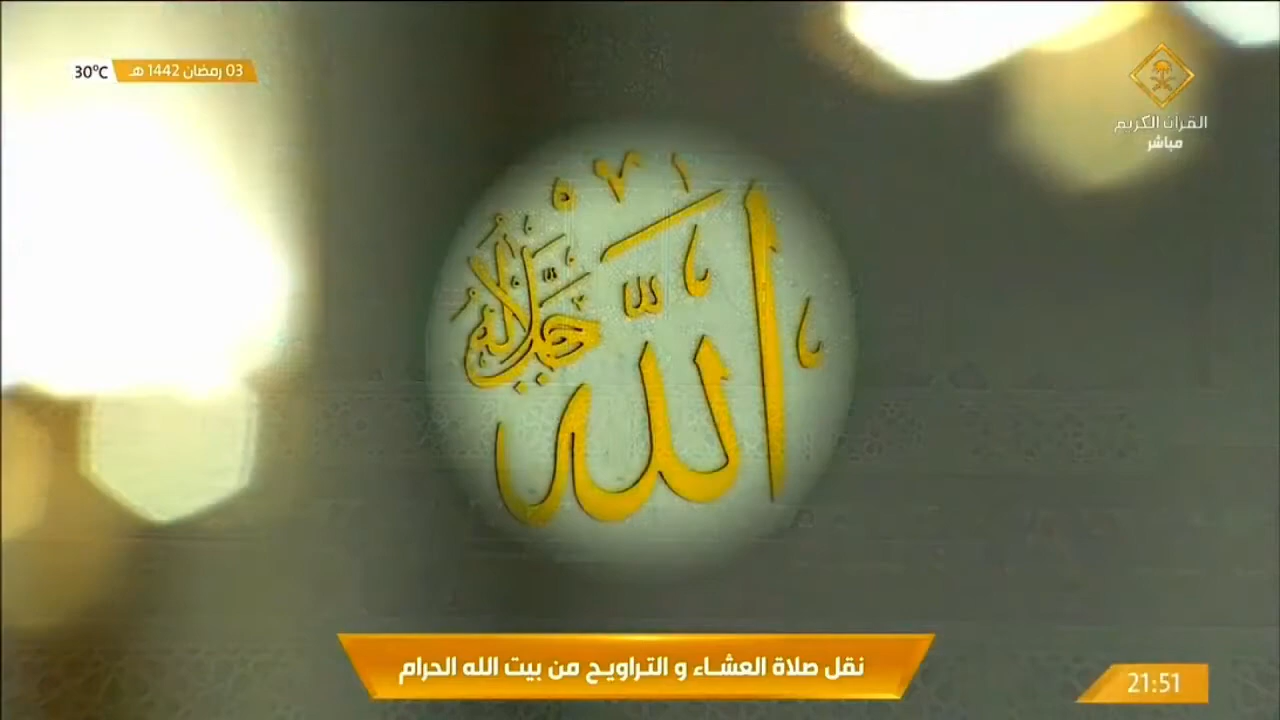 30°C
03 رمضان 1442 هـ
القرآن الكريم
مباشر
الله
جل جلاله
نقل صلاة العشاء و التراويح من بيت الله الحرام
21:51